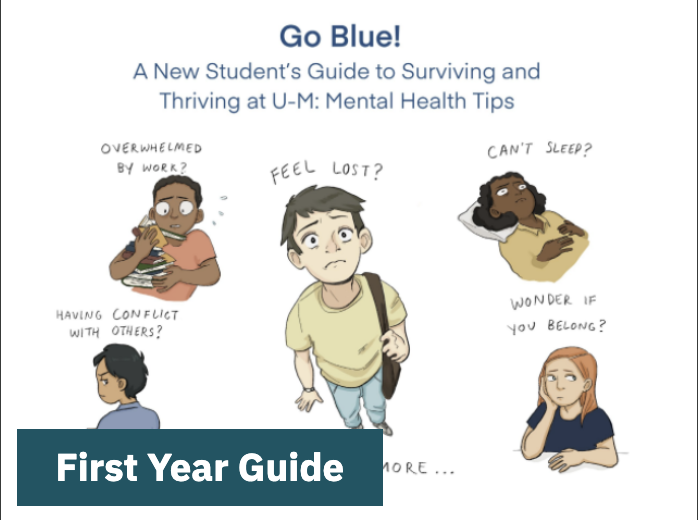 Go Blue!
A New Student's Guide to Surviving and
Thriving at U-M: Mental Health Tips
OVERWHELMED
BY WORK?
FEEL LOST?
CAN'T SLEEP?
HAVING CONFLICT
WITH OTHERS?
WONDER IF
YOU BELONG?
MORE...
First Year Guide